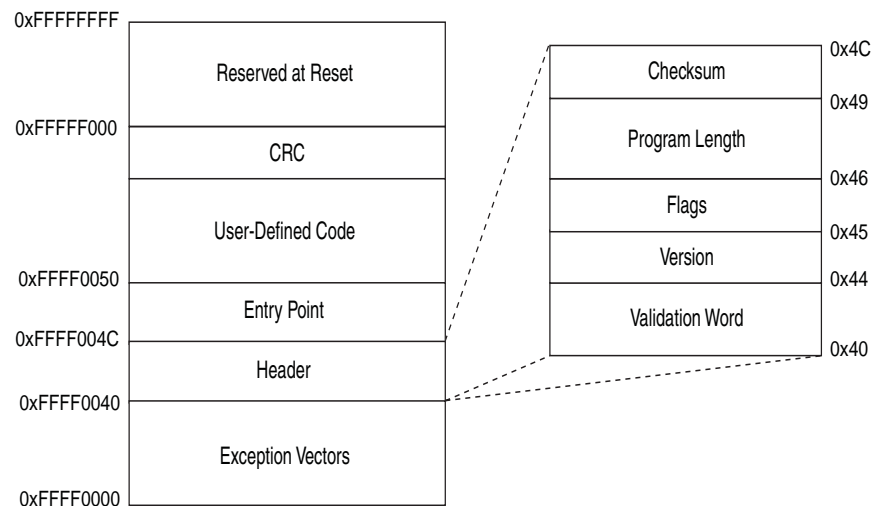 0xFFFFFFFF
Reserved at Reset
0xFFFFF000
CRC
User-Defined Code
0xFFFF0050
Entry Point
0xFFFF004C
Header
0xFFFF0040
Exception Vectors
0xFFFF0000
0x4C
Checksum
0x49
Program Length
0x46
Flags
0x45
Version
0x44
Validation Word
0x40